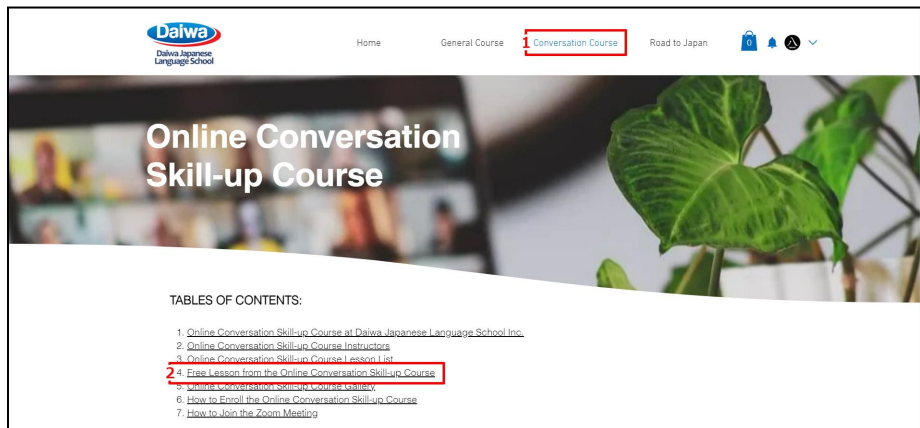 Daiwa
Daiwa Japanese
Language School
Home
General Course
1
Conversation Course
Road to Japan
0
Online Conversation
Skill-up Course
TABLES OF CONTENTS:
1. Online Conversation Skill-up Course at Daiwa Japanese Language School Inc.
2. Online Conversation Skill-up Course Instructors
3. Online Conversation Skill-up Course Lesson List
2
4. Free Lesson from the Online Conversation Skill-up Course
5. Online Conversation Skill-up Course Gallery
6. How to Enroll the Online Conversation Skill-up Course
7. How to Join the Zoom Meeting